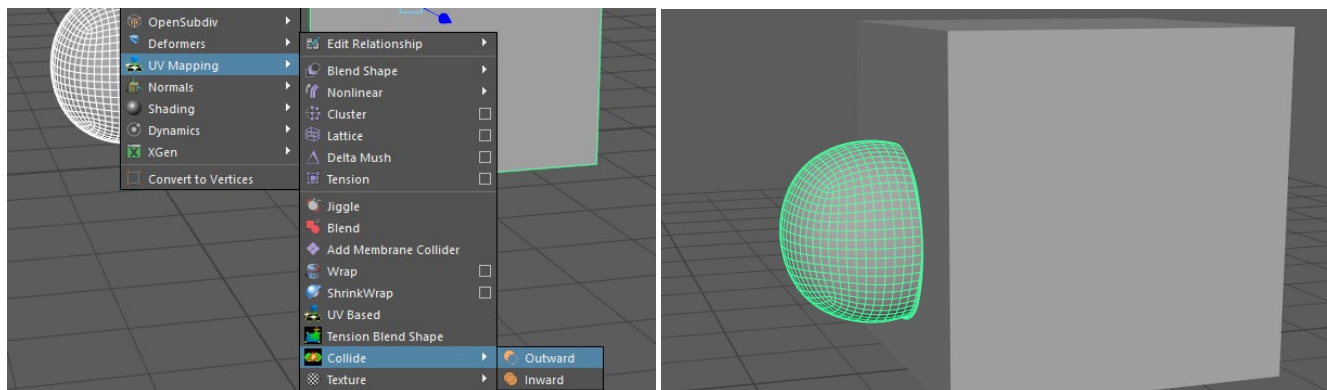 OpenSubdiv
Deformers
UV Mapping
Normals
Shading
Dynamics
XGen
Convert to Vertices
Edit Relationship
Blend Shape
Nonlinear
Cluster
Lattice
Delta Mush
Tension
Jiggle
Blend
Add Membrane Collider
Wrap
ShrinkWrap
UV Based
Tension Blend Shape
Collide
Texture
Outward
Inward